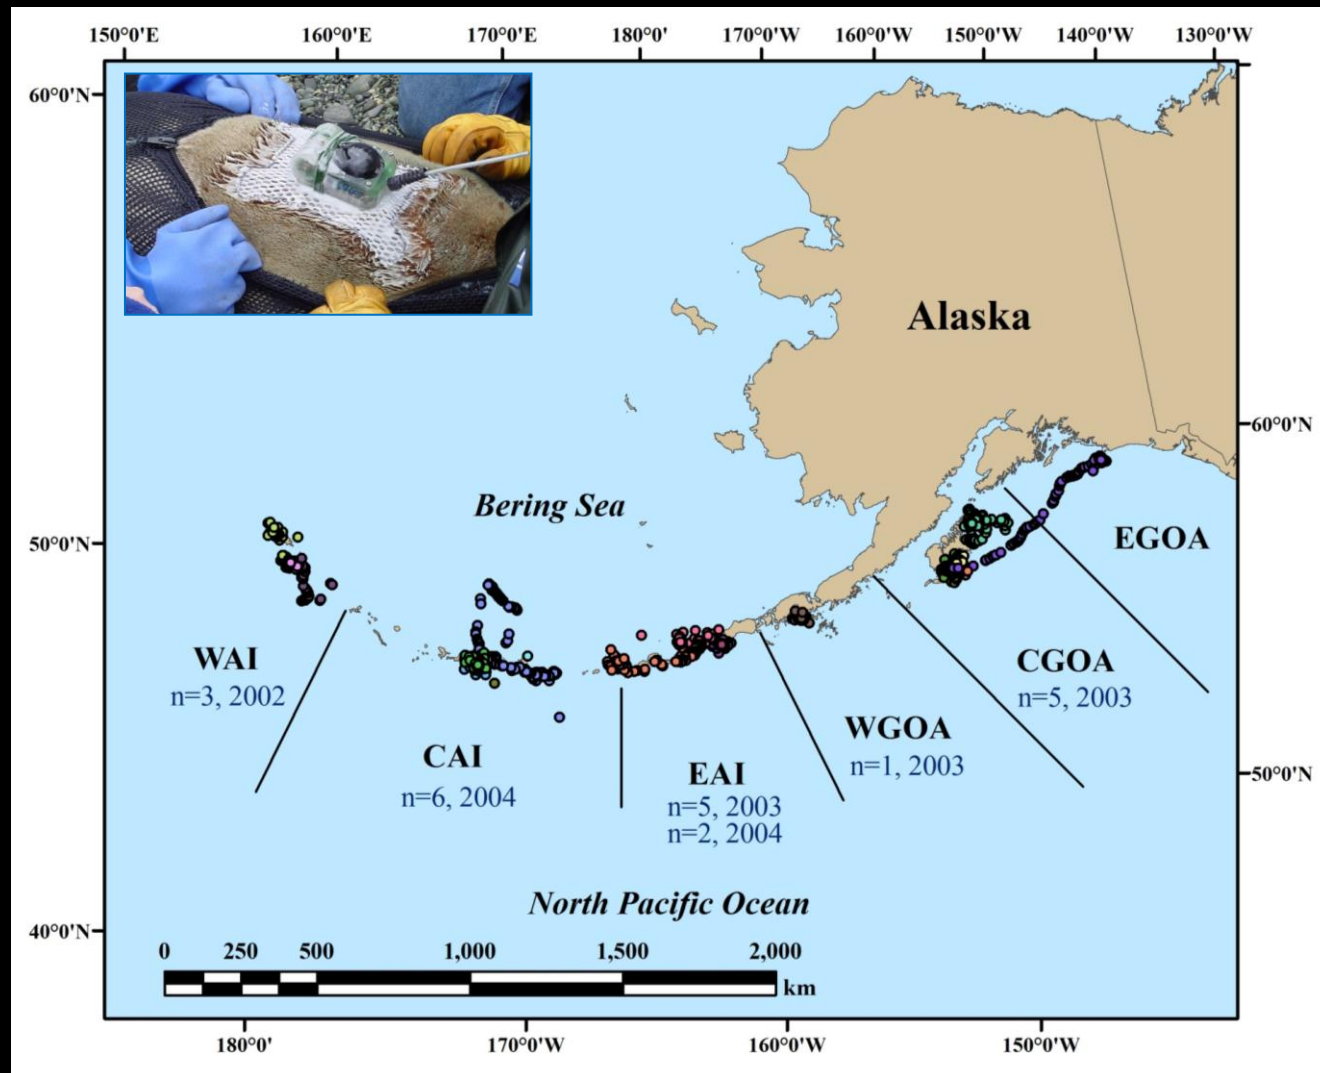 150°0'E 160°0'E 170°0'E 180°0' 170°0'W 160°0'W 150°0'W 140°0'W 130°0'W
60°0'N
Alaska
60°0'N
Bering Sea
50°0'N
EGOA
WAI
n=3, 2002
CGOA
n=5, 2003
WGOA
n=1, 2003
CAI
n=6, 2004
EAI
n=5, 2003
n=2, 2004
50°0'N
North Pacific Ocean
40°0'N
0 250 500 1,000 1,500 2,000
km
180°0' 170°0'W 160°0'W 150°0'W